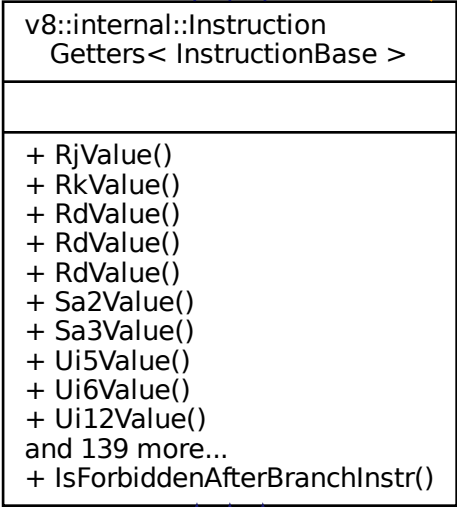 v8::internal::Instruction
Getters< InstructionBase >
+ RjValue()
+ RkValue()
+ RdValue()
+ RdValue()
+ RdValue()
+ Sa2Value()
+ Sa3Value()
+ Ui5Value()
+ Ui6Value()
+ Ui12Value()
and 139 more...
+ IsForbiddenAfterBranchInstr()